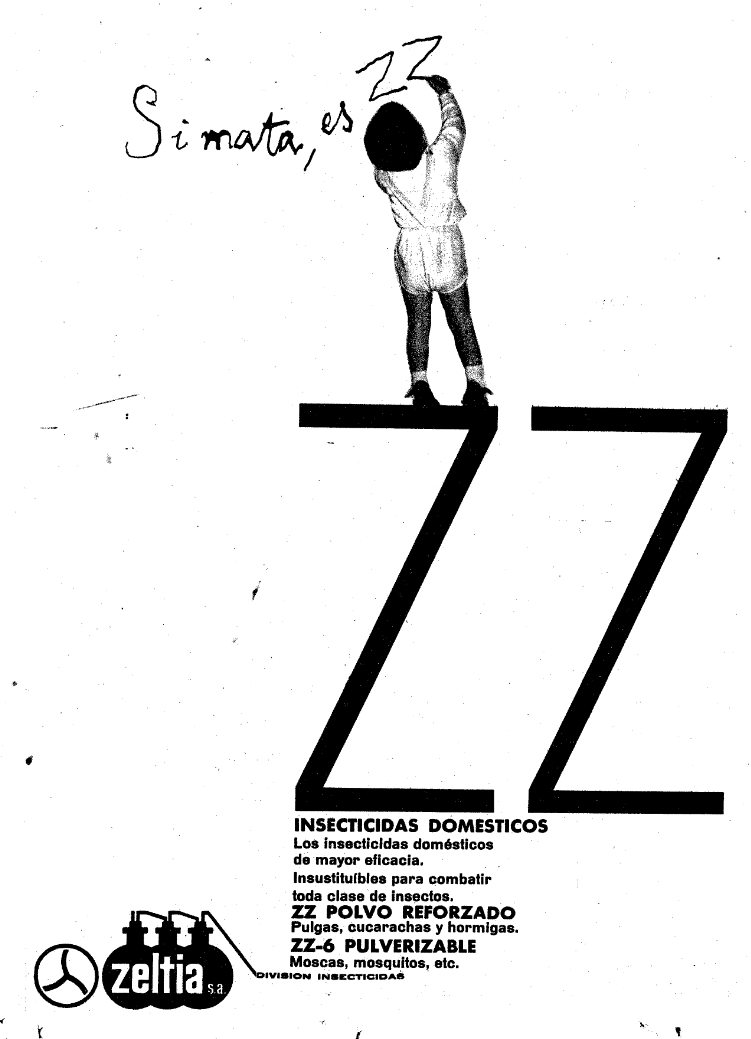 Si mata, es ZZ
ZZ
INSECTICIDAS DOMESTICOS
Los insecticidas domésticos
de mayor eficacia.
Insustituíbles para combatir
toda clase de insectos.
ZZ POLVO REFORZADO
Pulgas, cucarachas y hormigas.
ZZ-6 PULVERIZABLE
Moscas, mosquitos, etc.
zeltia s.a.
DIVISION INSECTICIDAS